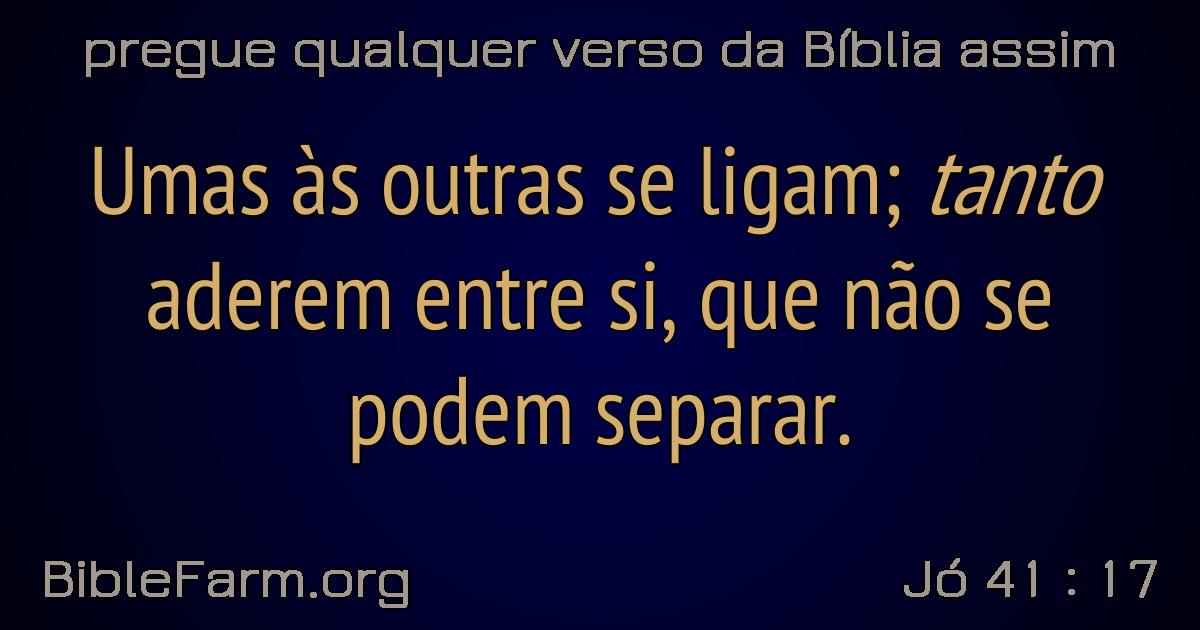 pregue qualquer verso da Bíblia assim
Umas às outras se ligam; tanto
aderem entre si, que não se
podem separar.
BibleFarm.org
Jó 41 : 17